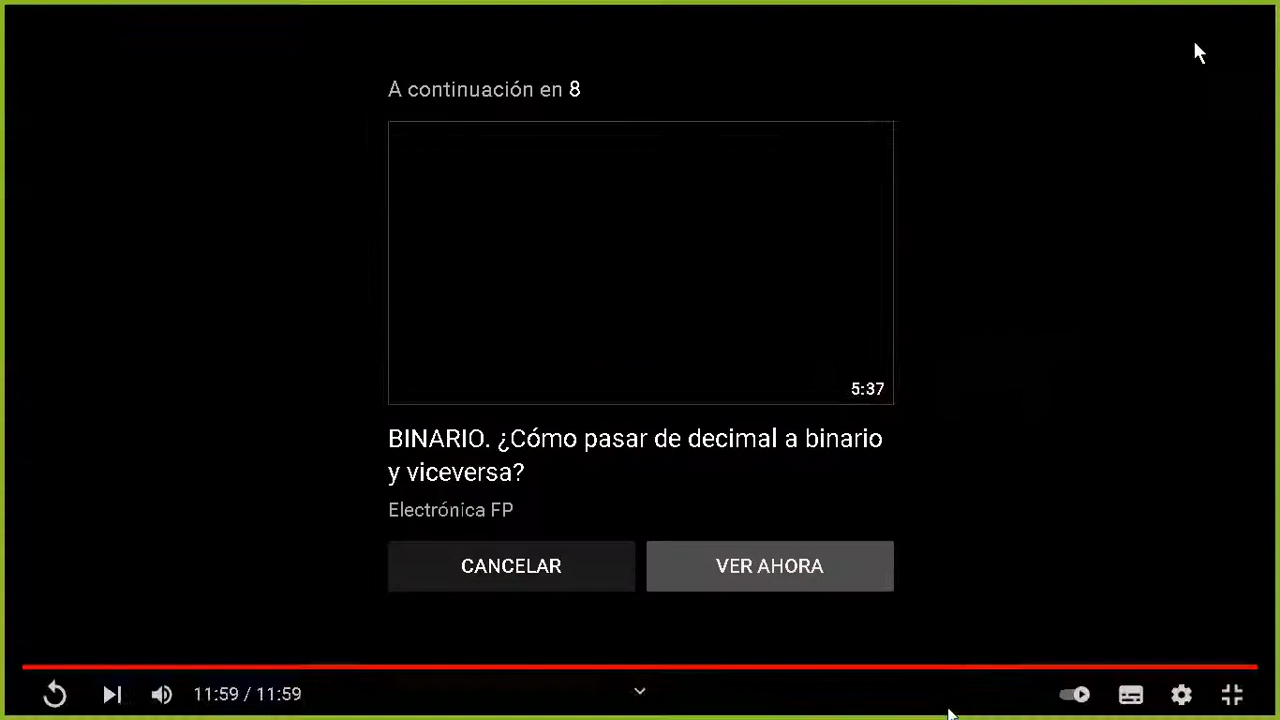 A continuación en 8
5:37
BINARIO. ¿Cómo pasar de decimal a binario
y viceversa?
Electrónica FP
CANCELAR
VER AHORA
11:59 / 11:59